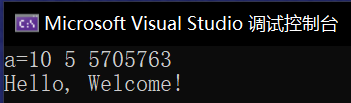 Microsoft Visual Studio 调试控制台
a=10 5 5705763
Hello, Welcome!